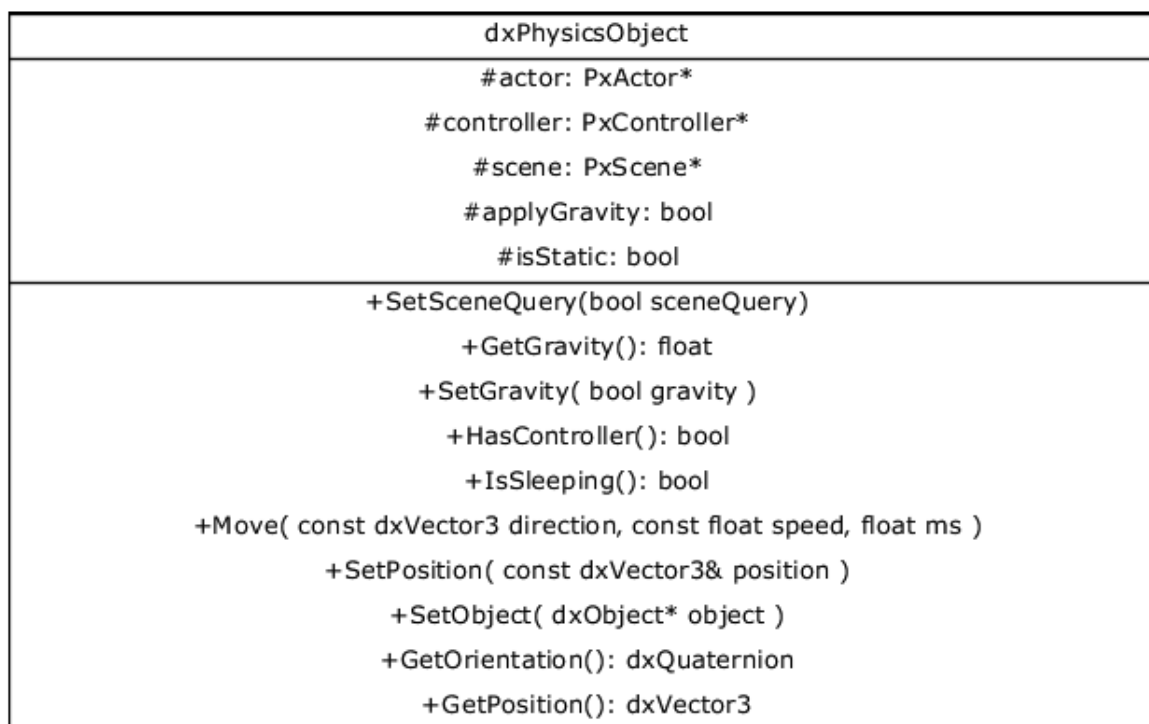 dxPhysicsObject
#actor: PxActor*
#controller: PxController*
#scene: PxScene*
#applyGravity: bool
#isStatic: bool
+SetSceneQuery(bool sceneQuery)
+GetGravity(): float
+SetGravity( bool gravity )
+HasController(): bool
+IsSleeping(): bool
+Move( const dxVector3 direction, const float speed, float ms )
+SetPosition( const dxVector3& position )
+SetObject( dxObject* object )
+GetOrientation(): dxQuaternion
+GetPosition(): dxVector3